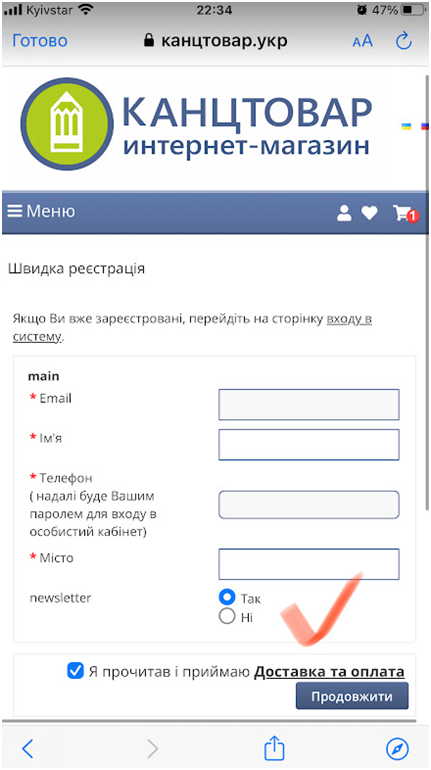 Kyivstar 22:34 47%
Готово канцтовар.укр AA
КАНЦТОВАР
интернет-магазин
Меню 1
Швидка реєстрація
Якщо Ви вже зареєстровані, перейдіть на сторінку входу в
систему.
main
* Email
* Ім'я
* Телефон
( надалі буде Вашим
паролем для входу в
особистий кабінет)
* Місто
newsletter Так
Ні
Я прочитав і приймаю Доставка та оплата
Продовжити